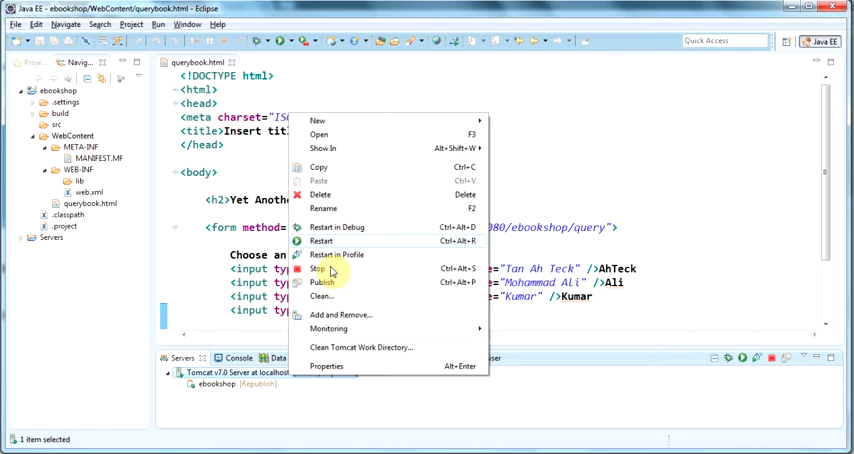 Java EE - ebookshop/WebContent/querybook.html - Eclipse
File Edit Navigate Search Project Run Window Help
Quick Access
Java EE
Proje...
Navig...
querybook.html
ebookshop
.settings
build
src
WebContent
META-INF
MANIFEST.MF
WEB-INF
lib
web.xml
querybook.html
.classpath
.project
Servers
<!DOCTYPE html>
<html>
<head>
<meta charset="ISO
<title>Insert titl
</head>
<body>
<h2>Yet Anothe
<form method= 080/ebookshop/query">
Choose an
<input typ e="Tan Ah Teck" />AhTeck
<input typ e="Mohammad Ali" />Ali
<input typ e="Kumar" />Kumar
<input typ
New
Open F3
Show In Alt+Shift+W
Copy Ctrl+C
Paste Ctrl+V
Delete Delete
Rename F2
Restart in Debug Ctrl+Alt+D
Restart Ctrl+Alt+R
Restart in Profile
Stop Ctrl+Alt+S
Publish Ctrl+Alt+P
Clean...
Add and Remove...
Monitoring
Clean Tomcat Work Directory...
Properties Alt+Enter
Servers
Console
Data
wser
Tomcat v7.0 Server at localhost
ebookshop [Republish]
1 item selected